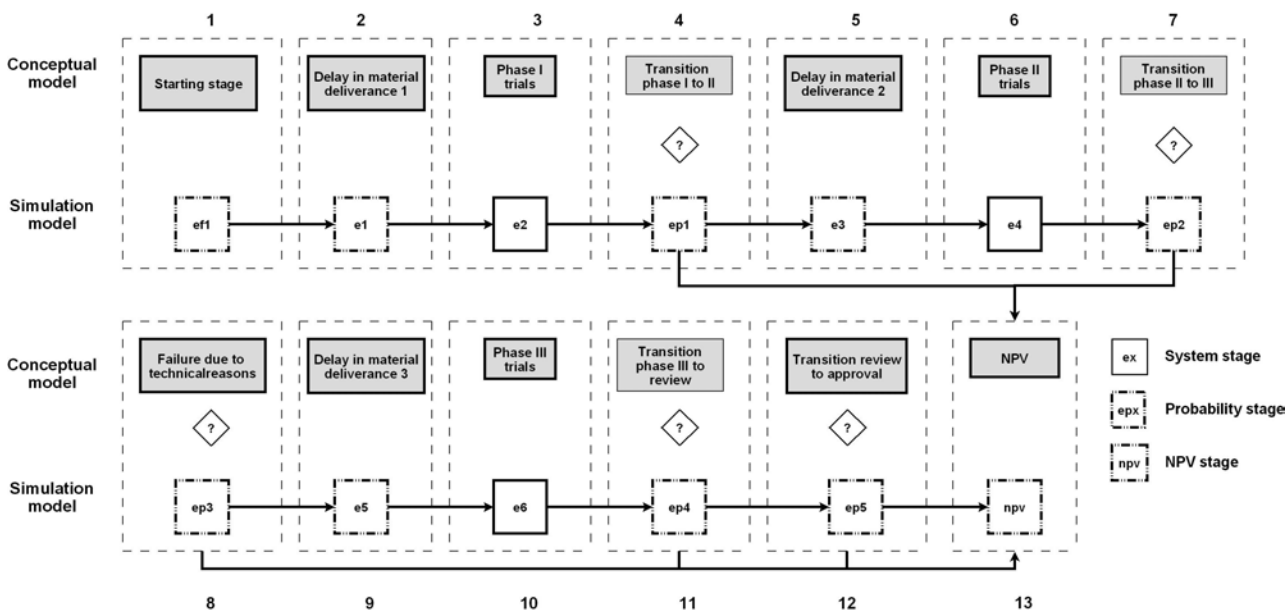 1 2 3 4 5 6 7
Conceptual
model
Starting stage
Delay in material
deliverance 1
Phase I
trials
Transition
phase I to II
Delay in material
deliverance 2
Phase II
trials
Transition
phase II to III
? ?
Simulation
model
ef1 e1 e2 ep1 e3 e4 ep2
Conceptual
model
Failure due to
technicalreasons
Delay in material
deliverance 3
Phase III
trials
Transition
phase III to
review
Transition review
to approval
NPV
? ? ?
Simulation
model
ep3 e5 e6 ep4 ep5 npv
ex System stage
epx Probability stage
npv NPV stage
8 9 10 11 12 13